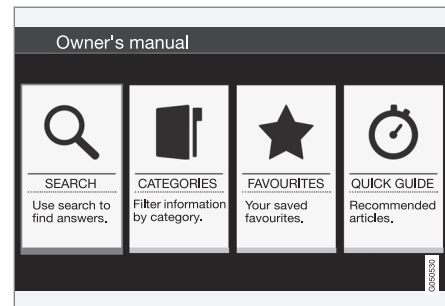 Owner's manual
SEARCH
Use search to
find answers.
CATEGORIES
Filter information
by category.
FAVOURITES
Your saved
favourites.
QUICK GUIDE
Recommended
articles.
G050530